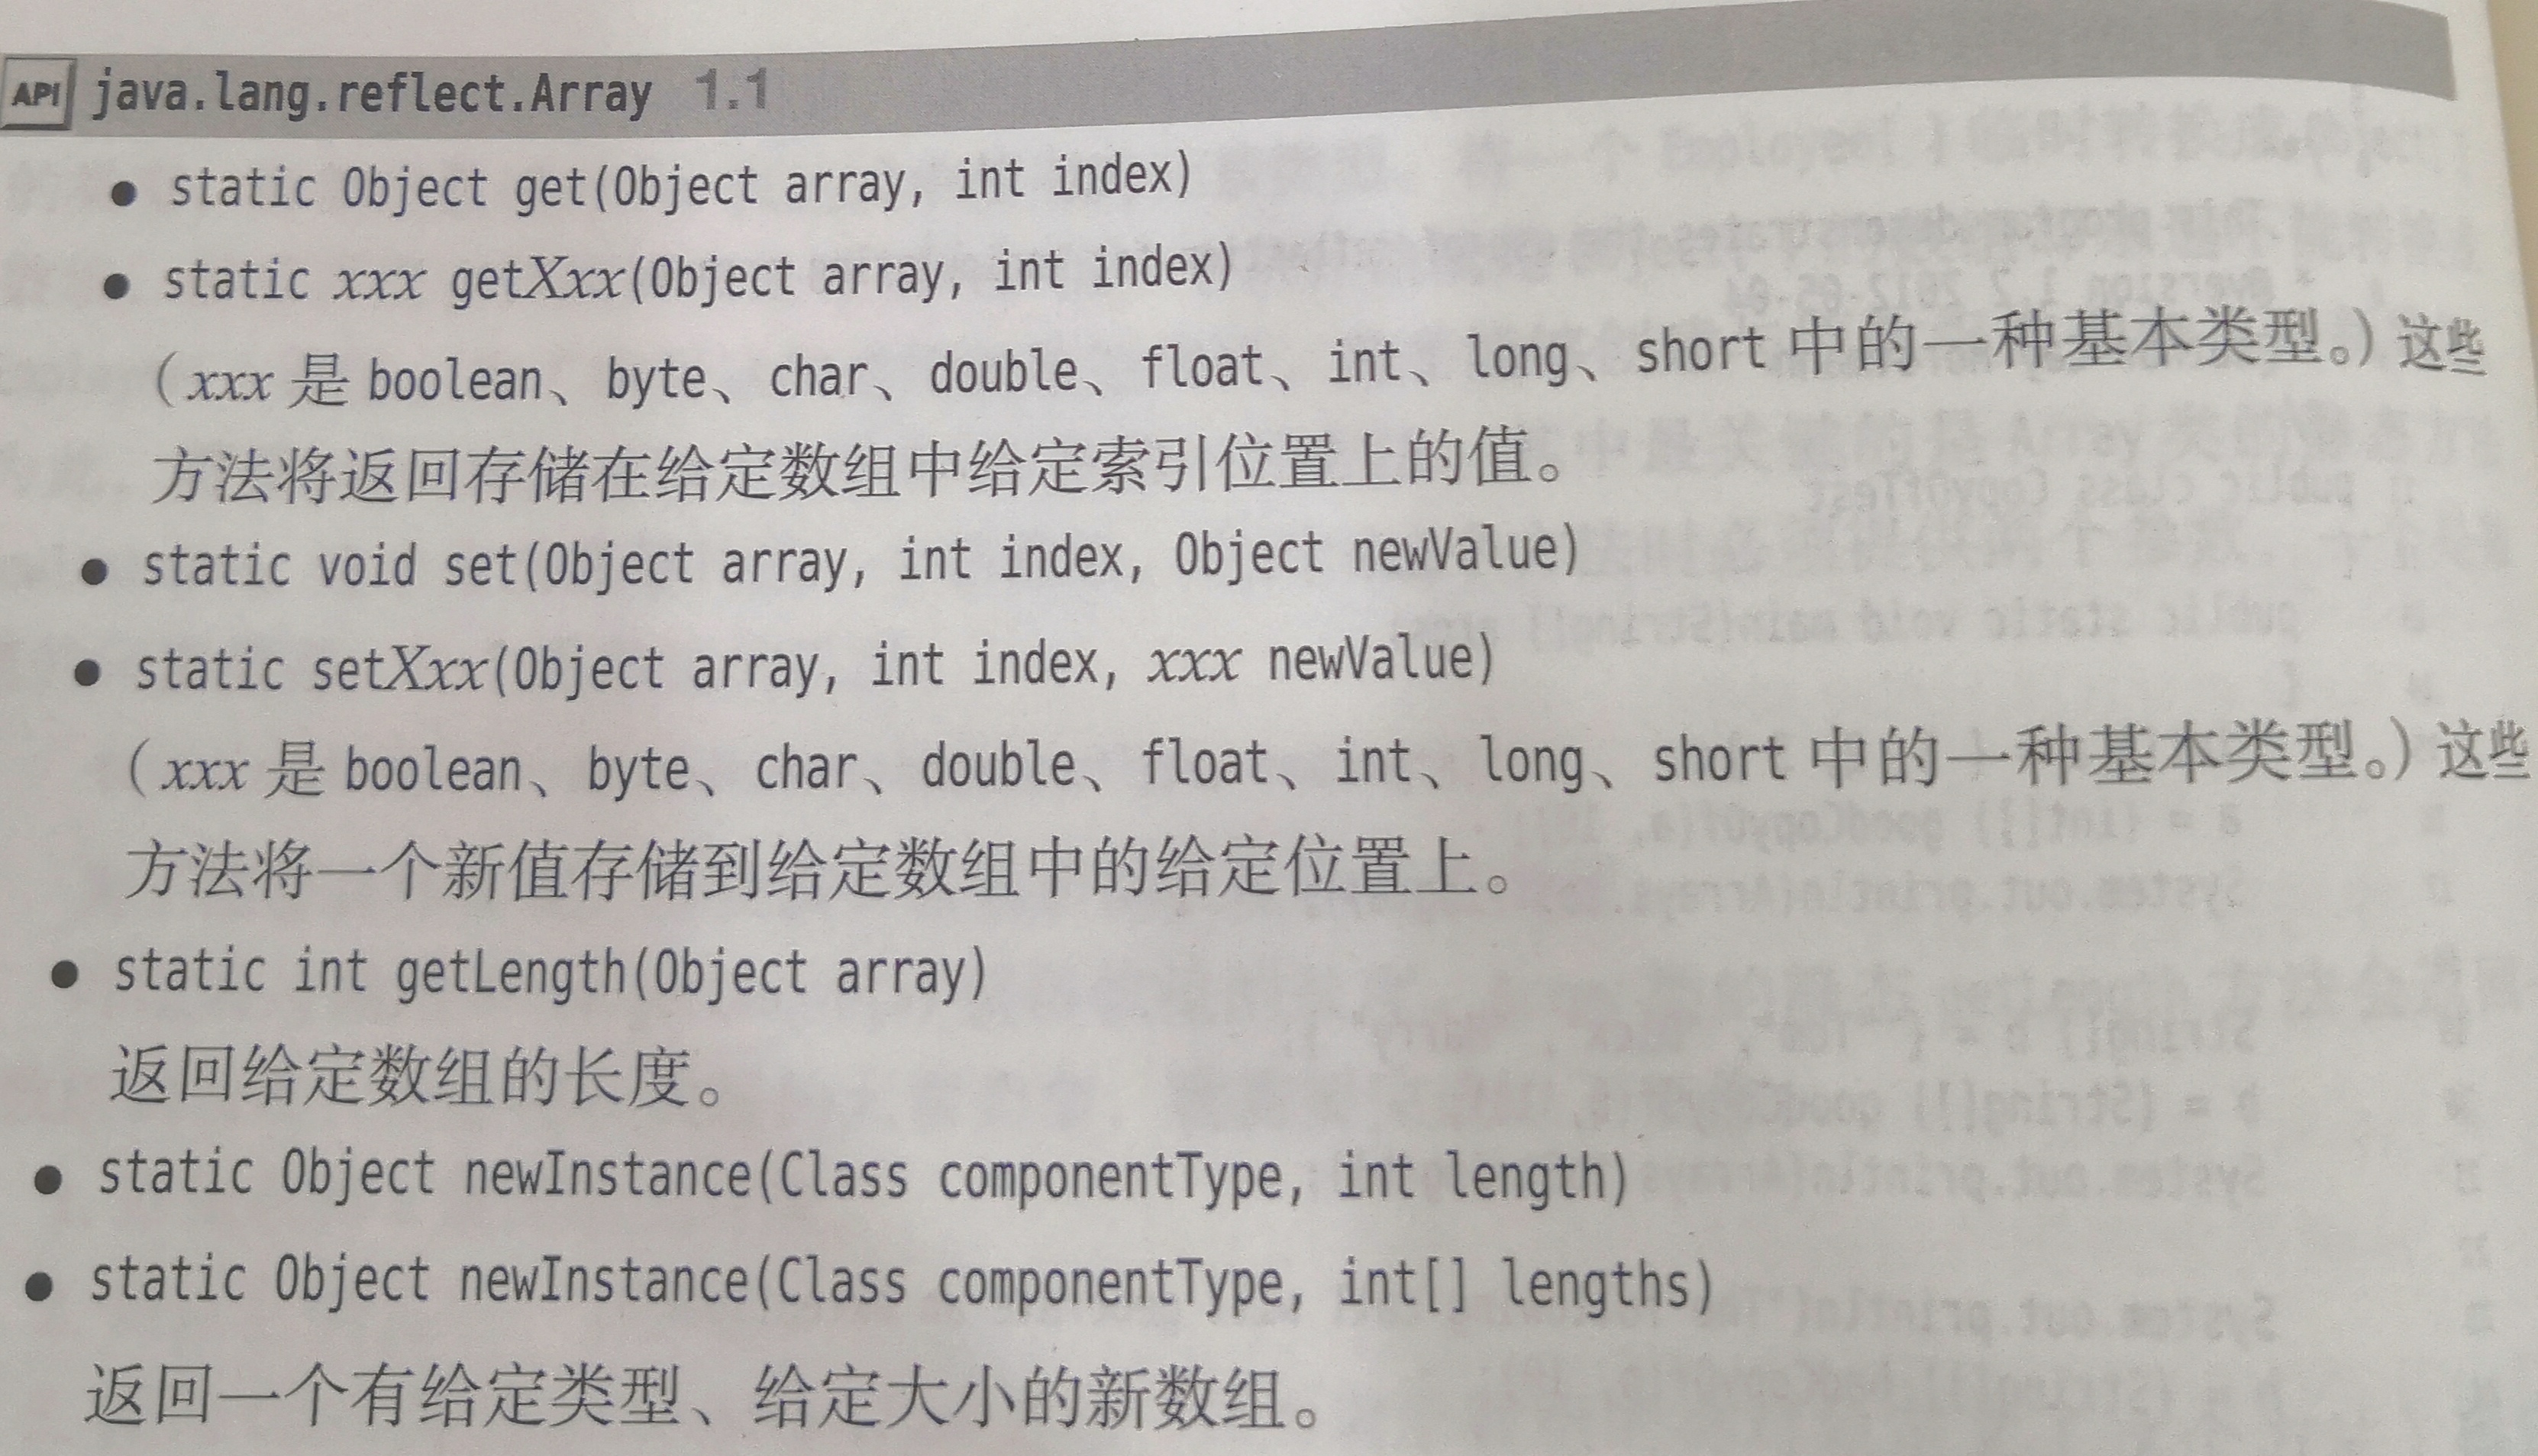 API java.lang.reflect.Array 1.1
● static Object get(Object array, int index)
● static xxx getXxx(Object array, int index)
（xxx 是 boolean、byte、char、double、float、int、long、short 中的一种基本类型。）这些
方法将返回存储在给定数组中给定索引位置上的值。
● static void set(Object array, int index, Object newValue)
● static setXxx(Object array, int index, xxx newValue)
（xxx 是 boolean、byte、char、double、float、int、long、short 中的一种基本类型。）这些
方法将一个新值存储到给定数组中的给定位置上。
● static int getLength(Object array)
返回给定数组的长度。
● static Object newInstance(Class componentType, int length)
● static Object newInstance(Class componentType, int[] lengths)
返回一个有给定类型、给定大小的新数组。